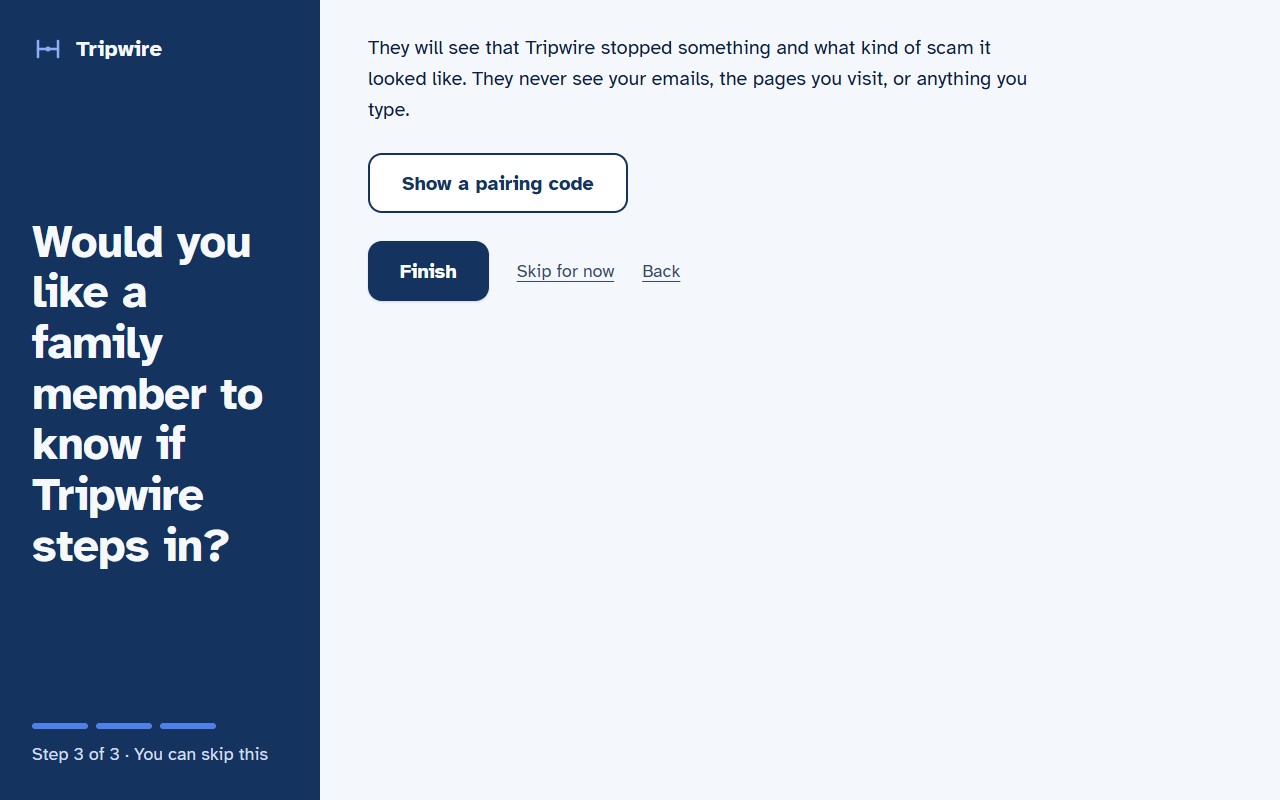 Tripwire
Would you
like a
family
member to
know if
Tripwire
steps in?
Step 3 of 3 · You can skip this
They will see that Tripwire stopped something and what kind of scam it
looked like. They never see your emails, the pages you visit, or anything you
type.
Show a pairing code
Finish
Skip for now
Back